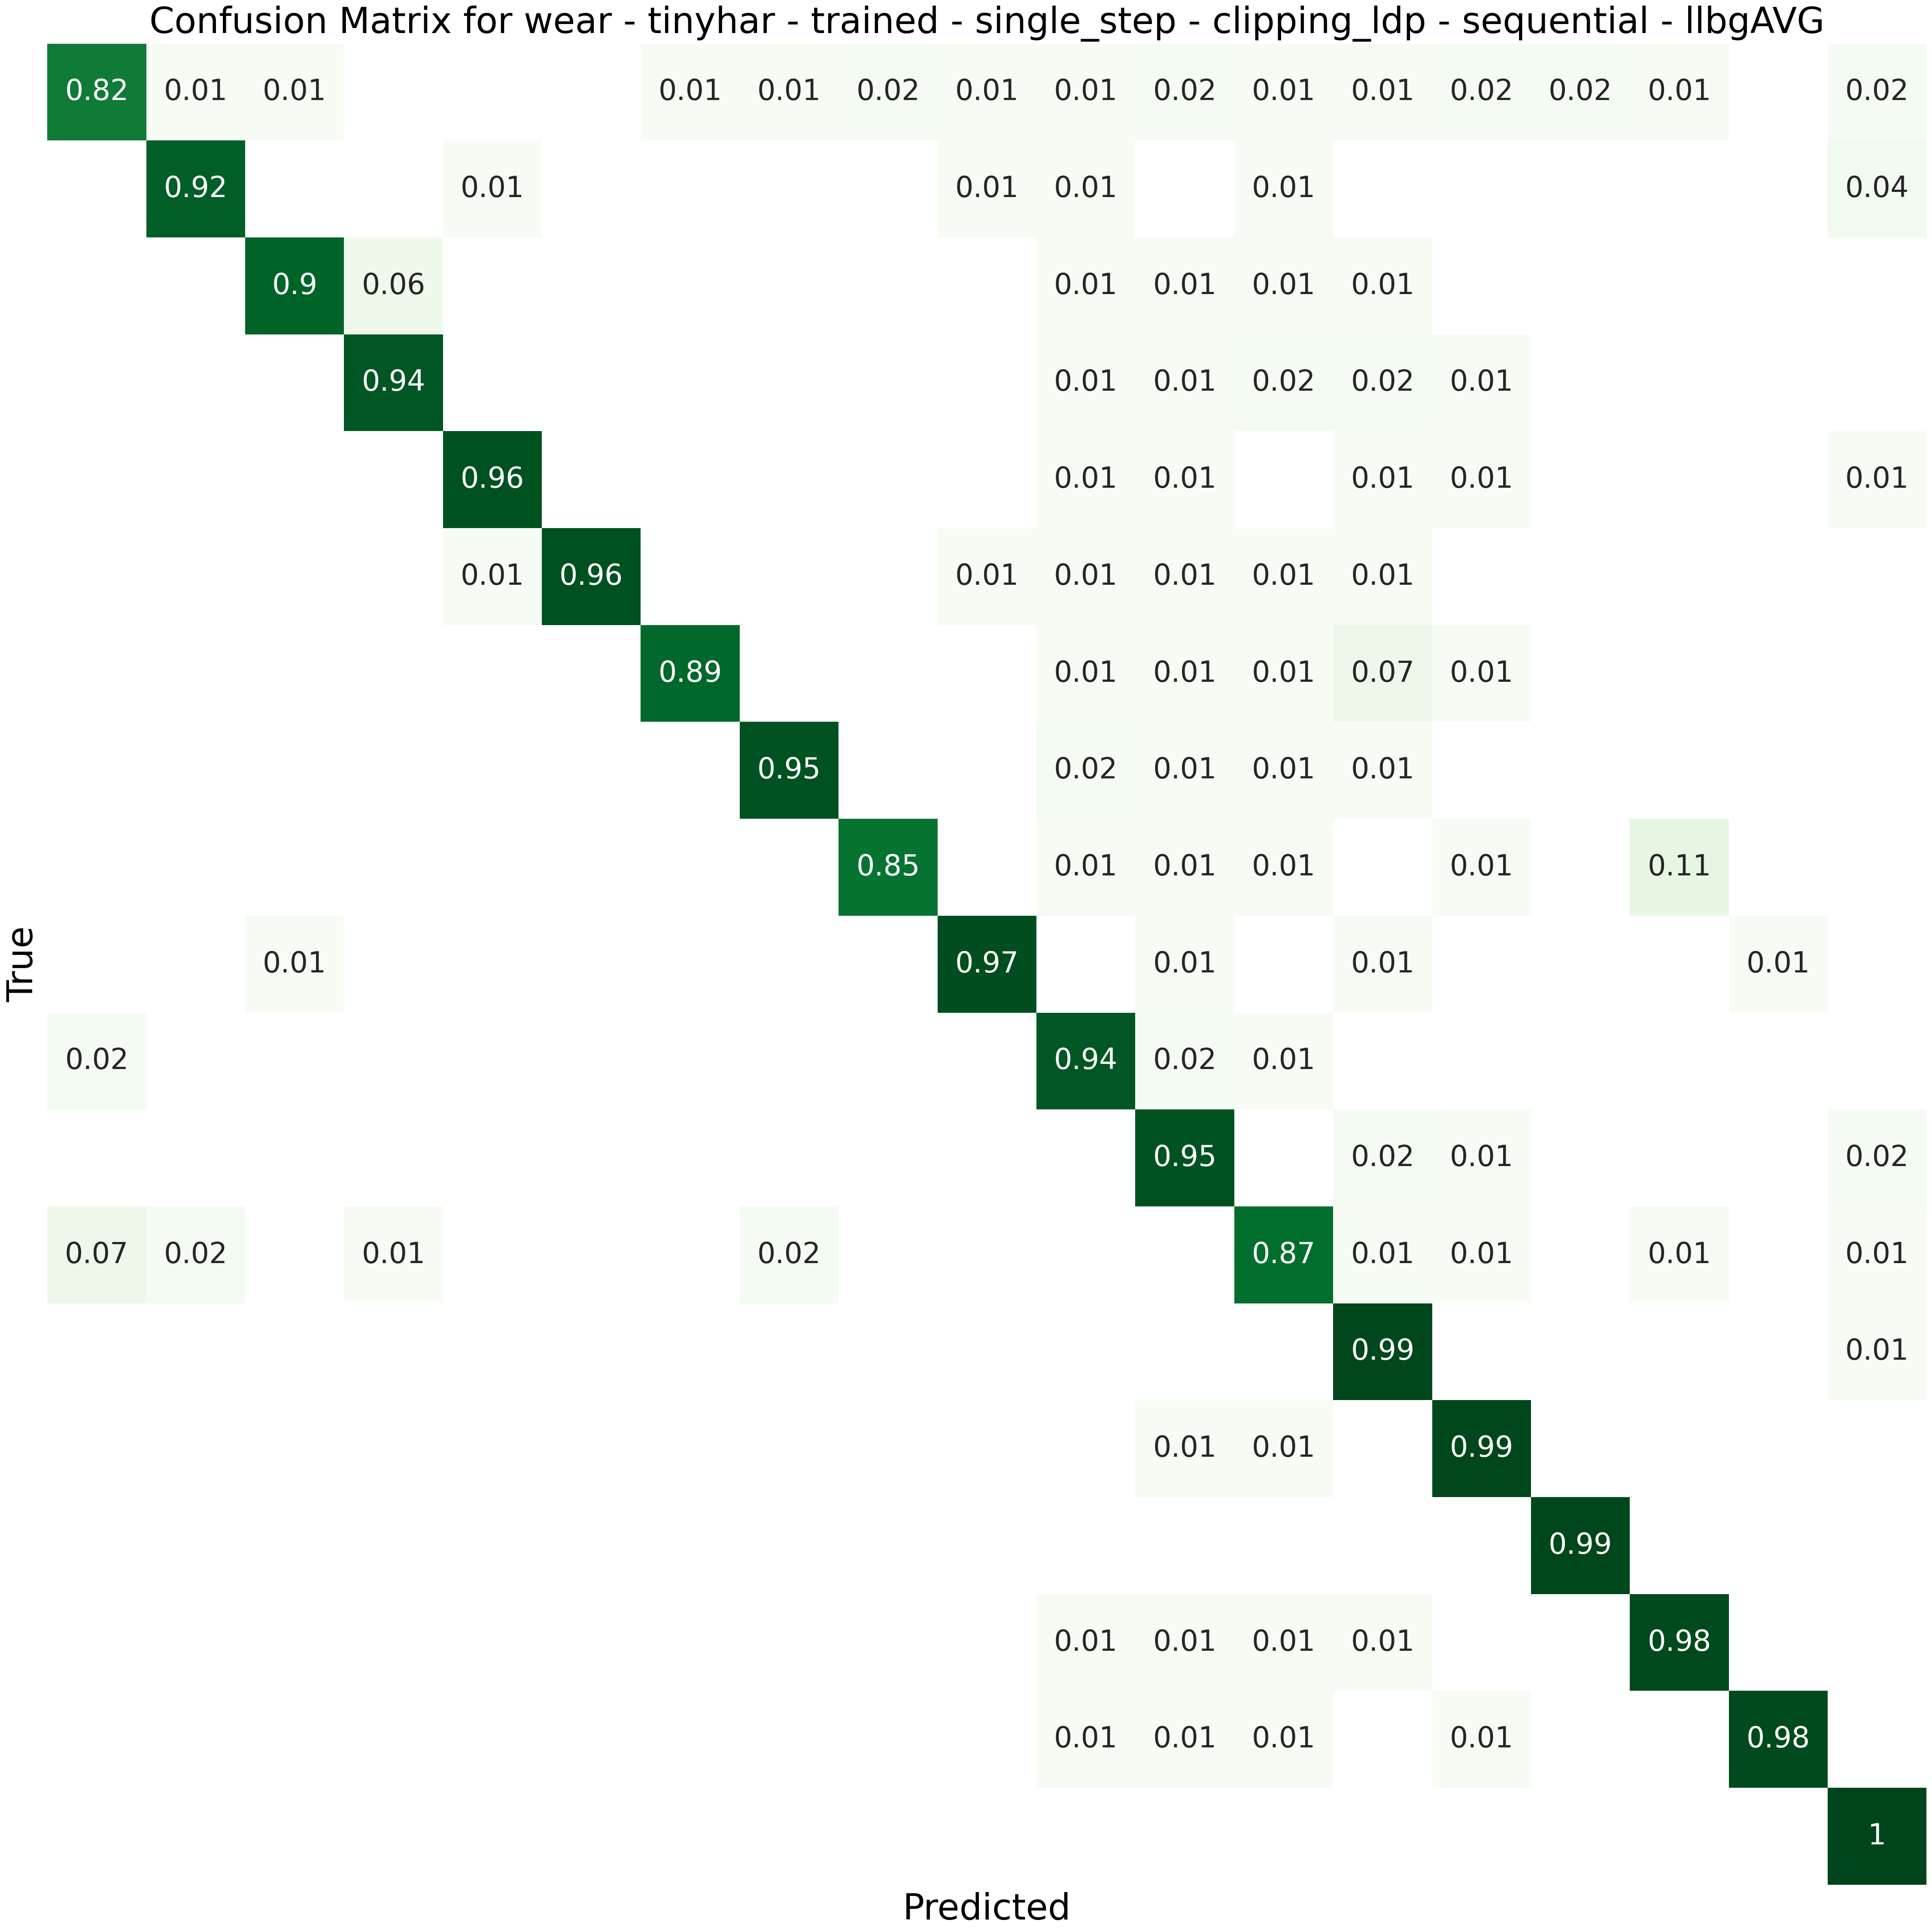 Confusion Matrix for wear - tinyhar - trained - single_step - clipping_ldp - sequential - llbgAVG
0.82 0.01 0.01 0.01 0.01 0.02 0.01 0.01 0.02 0.01 0.01 0.02 0.02 0.01 0.02
0.92 0.01 0.01 0.01 0.01 0.04
0.9 0.06 0.01 0.01 0.01 0.01
0.94 0.01 0.01 0.02 0.02 0.01
0.96 0.01 0.01 0.01 0.01 0.01
0.01 0.96 0.01 0.01 0.01 0.01 0.01
0.89 0.01 0.01 0.01 0.07 0.01
0.95 0.02 0.01 0.01 0.01
0.85 0.01 0.01 0.01 0.01 0.11
0.01 0.97 0.01 0.01 0.01
0.02 0.94 0.02 0.01
0.95 0.02 0.01 0.02
0.07 0.02 0.01 0.02 0.87 0.01 0.01 0.01 0.01
0.99 0.01
0.01 0.01 0.99
0.99
0.01 0.01 0.01 0.01 0.98
0.01 0.01 0.01 0.01 0.98
1
True
Predicted